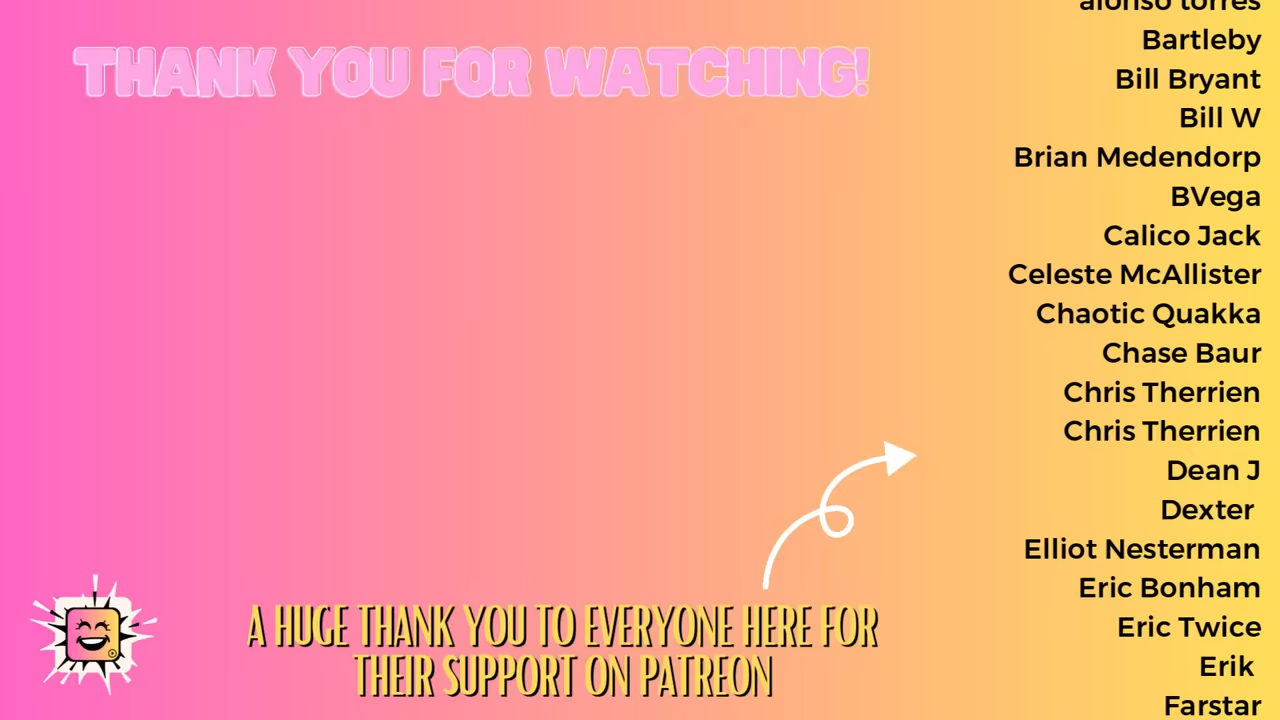 THANK YOU FOR WATCHING!
alonso torres
Bartleby
Bill Bryant
Bill W
Brian Medendorp
BVega
Calico Jack
Celeste McAllister
Chaotic Quakka
Chase Baur
Chris Therrien
Chris Therrien
Dean J
Dexter
Elliot Nesterman
Eric Bonham
Eric Twice
Erik
Farstar
A HUGE THANK YOU TO EVERYONE HERE FOR
THEIR SUPPORT ON PATREON